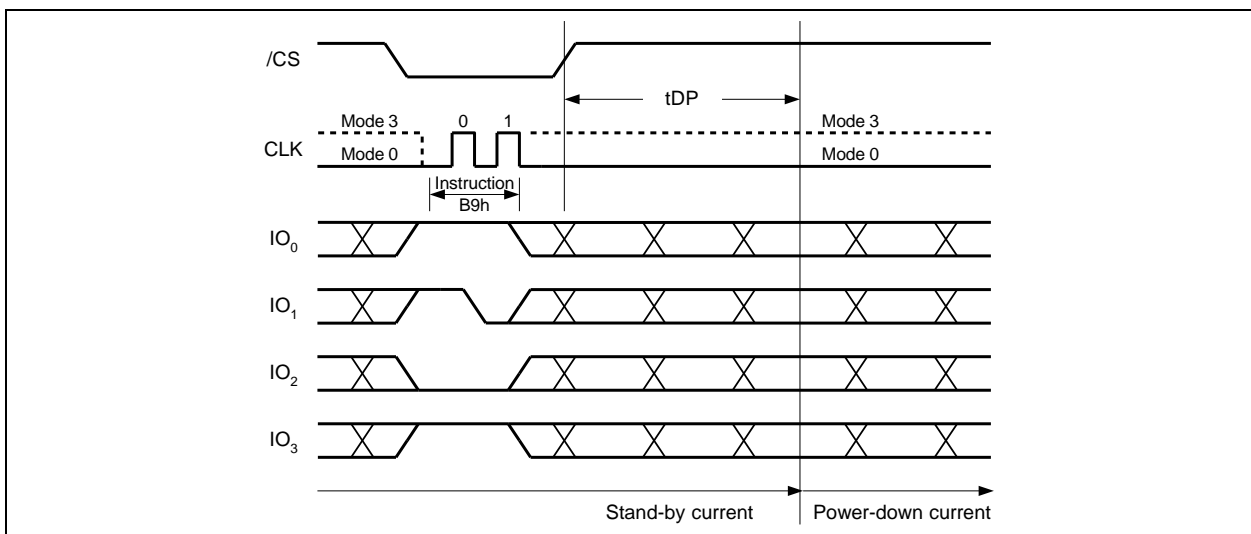 /CS
tDP
Mode 3 0 1 Mode 3
CLK
Mode 0 Mode 0
Instruction
B9h
IO0
IO1
IO2
IO3
Stand-by current Power-down current